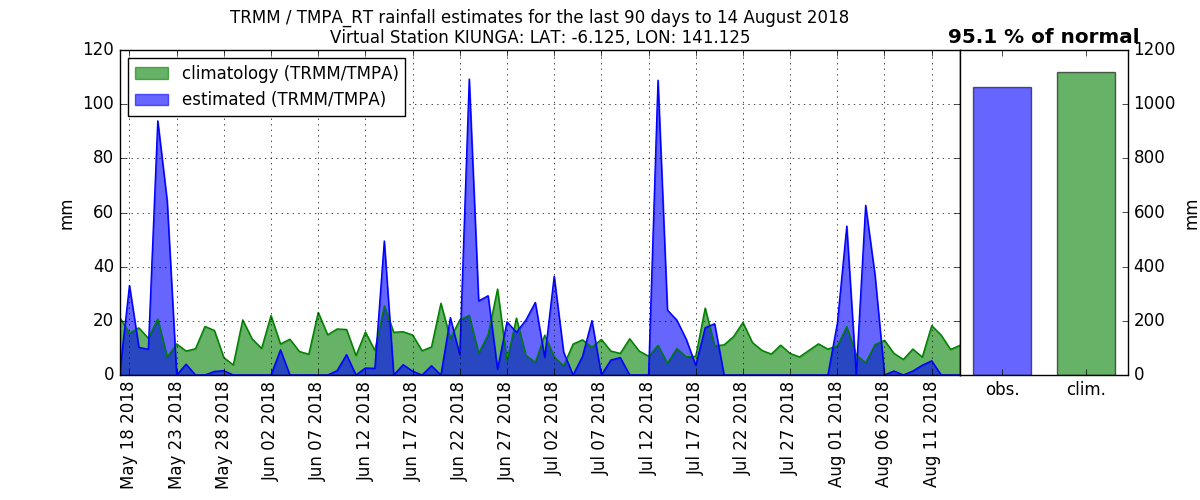 TRMM / TMPA_RT rainfall estimates for the last 90 days to 14 August 2018
Virtual Station KIUNGA: LAT: -6.125, LON: 141.125
95.1 % of normal
climatology (TRMM/TMPA)
estimated (TRMM/TMPA)
120
100
80
60
40
20
0
mm
May 18 2018
May 23 2018
May 28 2018
Jun 02 2018
Jun 07 2018
Jun 12 2018
Jun 17 2018
Jun 22 2018
Jun 27 2018
Jul 02 2018
Jul 07 2018
Jul 12 2018
Jul 17 2018
Jul 22 2018
Jul 27 2018
Aug 01 2018
Aug 06 2018
Aug 11 2018
obs.
clim.
1200
1000
800
600
400
200
0
mm